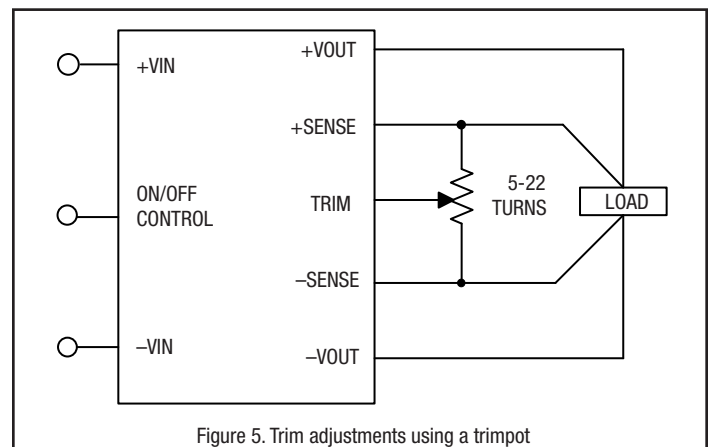 +VIN
ON/OFF
CONTROL
–VIN
+VOUT
+SENSE
TRIM
–SENSE
–VOUT
5-22
TURNS
LOAD
Figure 5. Trim adjustments using a trimpot